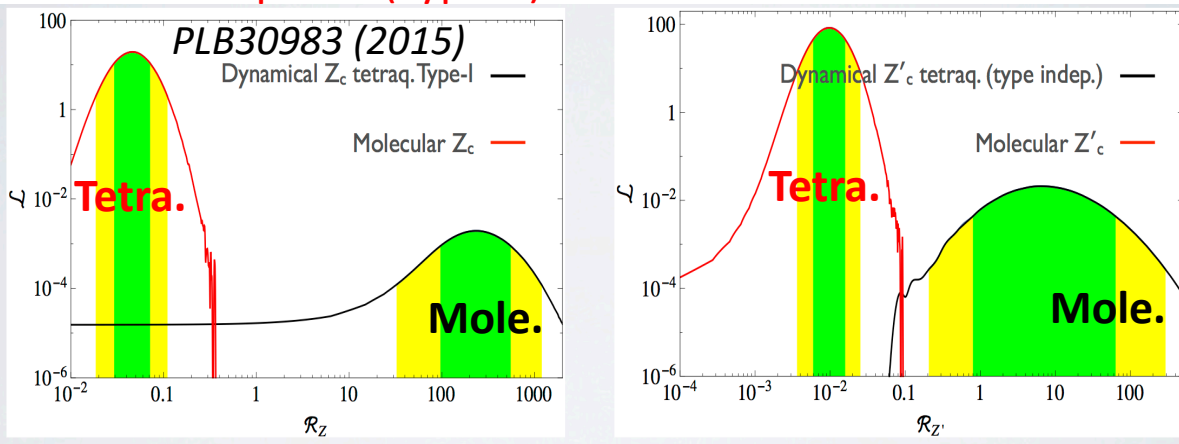 PLB30983 (2015)
Dynamical Z_c tetraq. Type-I
Molecular Z_c
Tetra.
Mole.
100
1
10^-2
10^-4
10^-6
ℒ
10^-2 0.1 1 10 100 1000
ℛ_Z
Dynamical Z'_c tetraq. (type indep.)
Molecular Z'_c
Tetra.
Mole.
100
1
10^-2
10^-4
10^-6
ℒ
10^-4 10^-3 10^-2 0.1 1 10 100
ℛ_Z'